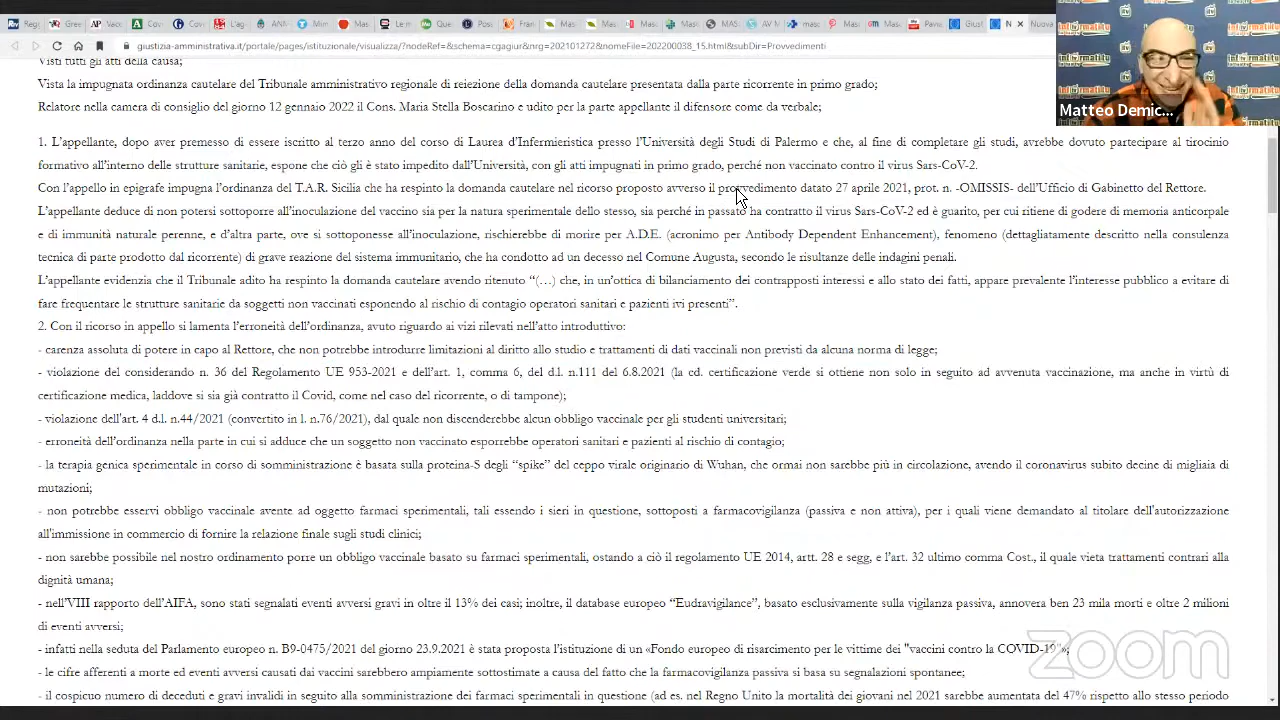 giustizia-amministrativa.it/portale/pages/istituzionale/visualizza/?nodeRef=&schema=cgagiur&nrg=202101272&nomeFile=202200038_15.html&subDir=Provvedimenti
Visti tutti gli atti della causa;
Vista la impugnata ordinanza cautelare del Tribunale amministrativo regionale di reiezione della domanda cautelare presentata dalla parte ricorrente in primo grado;
Relatore nella camera di consiglio del giorno 12 gennaio 2022 il Cons. Maria Stella Boscarino e udito per la parte appellante il difensore come da verbale;
Matteo Demic...
1. L’appellante, dopo aver premesso di essere iscritto al terzo anno del corso di Laurea d’Infermieristica presso l’Università degli Studi di Palermo e che, al fine di completare gli studi, avrebbe dovuto partecipare al tirocinio
formativo all’interno delle strutture sanitarie, espone che ciò gli è stato impedito dall’Università, con gli atti impugnati in primo grado, perché non vaccinato contro il virus Sars-CoV-2.
Con l’appello in epigrafe impugna l’ordinanza del T.A.R. Sicilia che ha respinto la domanda cautelare nel ricorso proposto avverso il provvedimento datato 27 aprile 2021, prot. n. -OMISSIS- dell’Ufficio di Gabinetto del Rettore.
L’appellante deduce di non potersi sottoporre all’inoculazione del vaccino sia per la natura sperimentale dello stesso, sia perché in passato ha contratto il virus Sars-CoV-2 ed è guarito, per cui ritiene di godere di memoria anticorpale
e di immunità naturale perenne, e d’altra parte, ove si sottoponesse all’inoculazione, rischierebbe di morire per A.D.E. (acronimo per Antibody Dependent Enhancement), fenomeno (dettagliatamente descritto nella consulenza
tecnica di parte prodotto dal ricorrente) di grave reazione del sistema immunitario, che ha condotto ad un decesso nel Comune Augusta, secondo le risultanze delle indagini penali.
L’appellante evidenzia che il Tribunale adito ha respinto la domanda cautelare avendo ritenuto “(…) che, in un’ottica di bilanciamento dei contrapposti interessi e allo stato dei fatti, appare prevalente l’interesse pubblico a evitare di
fare frequentare le strutture sanitarie da soggetti non vaccinati esponendo al rischio di contagio operatori sanitari e pazienti ivi presenti”.
2. Con il ricorso in appello si lamenta l’erroneità dell’ordinanza, avuto riguardo ai vizi rilevati nell’atto introduttivo:
- carenza assoluta di potere in capo al Rettore, che non potrebbe introdurre limitazioni al diritto allo studio e trattamenti di dati vaccinali non previsti da alcuna norma di legge;
- violazione del considerando n. 36 del Regolamento UE 953-2021 e dell’art. 1, comma 6, del d.l. n.111 del 6.8.2021 (la cd. certificazione verde si ottiene non solo in seguito ad avvenuta vaccinazione, ma anche in virtù di
certificazione medica, laddove si sia già contratto il Covid, come nel caso del ricorrente, o di tampone);
- violazione dell'art. 4 d.l. n.44/2021 (convertito in l. n.76/2021), dal quale non discenderebbe alcun obbligo vaccinale per gli studenti universitari;
- erroneità dell’ordinanza nella parte in cui si adduce che un soggetto non vaccinato esporrebbe operatori sanitari e pazienti al rischio di contagio;
- la terapia genica sperimentale in corso di somministrazione è basata sulla proteina-S degli “spike” del ceppo virale originario di Wuhan, che ormai non sarebbe più in circolazione, avendo il coronavirus subito decine di migliaia di
mutazioni;
- non potrebbe esservi obbligo vaccinale avente ad oggetto farmaci sperimentali, tali essendo i sieri in questione, sottoposti a farmacovigilanza (passiva e non attiva), per i quali viene demandato al titolare dell'autorizzazione
all'immissione in commercio di fornire la relazione finale sugli studi clinici;
- non sarebbe possibile nel nostro ordinamento porre un obbligo vaccinale basato su farmaci sperimentali, ostando a ciò il regolamento UE 2014, artt. 28 e segg, e l’art. 32 ultimo comma Cost., il quale vieta trattamenti contrari alla
dignità umana;
- nell’VIII rapporto dell’AIFA, sono stati segnalati eventi avversi gravi in oltre il 13% dei casi; inoltre, il database europeo “Eudravigilance”, basato esclusivamente sulla vigilanza passiva, annovera ben 23 mila morti e oltre 2 milioni
di eventi avversi;
- infatti nella seduta del Parlamento europeo n. B9-0475/2021 del giorno 23.9.2021 è stata proposta l’istituzione di un «Fondo europeo di risarcimento per le vittime dei "vaccini contro la COVID-19"»;
- le cifre afferenti a morte ed eventi avversi causati dai vaccini sarebbero ampiamente sottostimate a causa del fatto che la farmacovigilanza passiva si basa su segnalazioni spontanee;
- il cospicuo numero di deceduti e gravi invalidi in seguito alla somministrazione dei farmaci sperimentali in questione (ad es. nel Regno Unito la mortalità dei giovani nel 2021 sarebbe aumentata del 47% rispetto allo stesso periodo
zoom